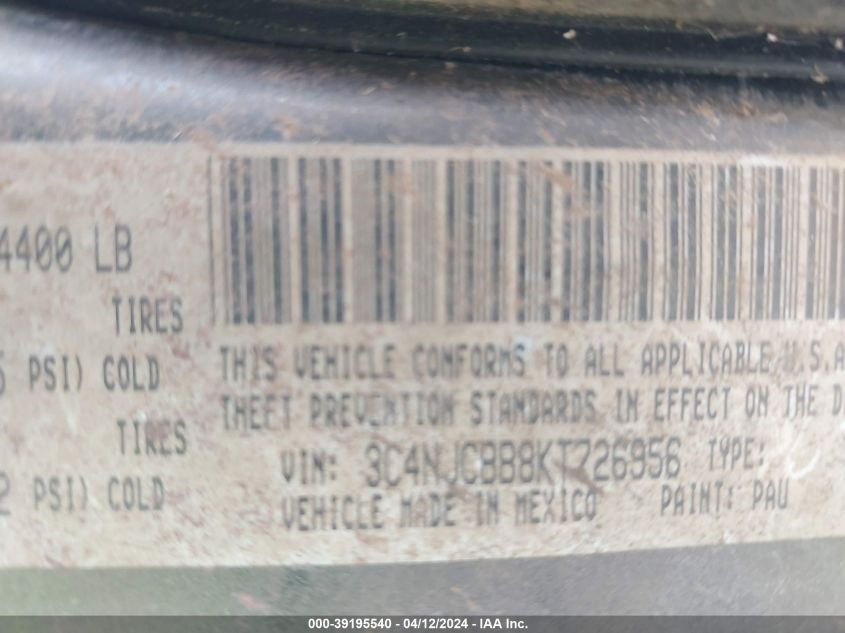 4400 LB
TIRES
PSI) COLD
TIRES
PSI) COLD
THIS VEHICLE CONFORMS TO ALL APPLICABLE U.S.A
THEFT PREVENTION STANDARDS IN EFFECT ON THE D
VIN: 3C4NJCBB8KT726956 TYPE:
VEHICLE MADE IN MEXICO PAINT: PAU
000-39195540 - 04/12/2024 - IAA Inc.